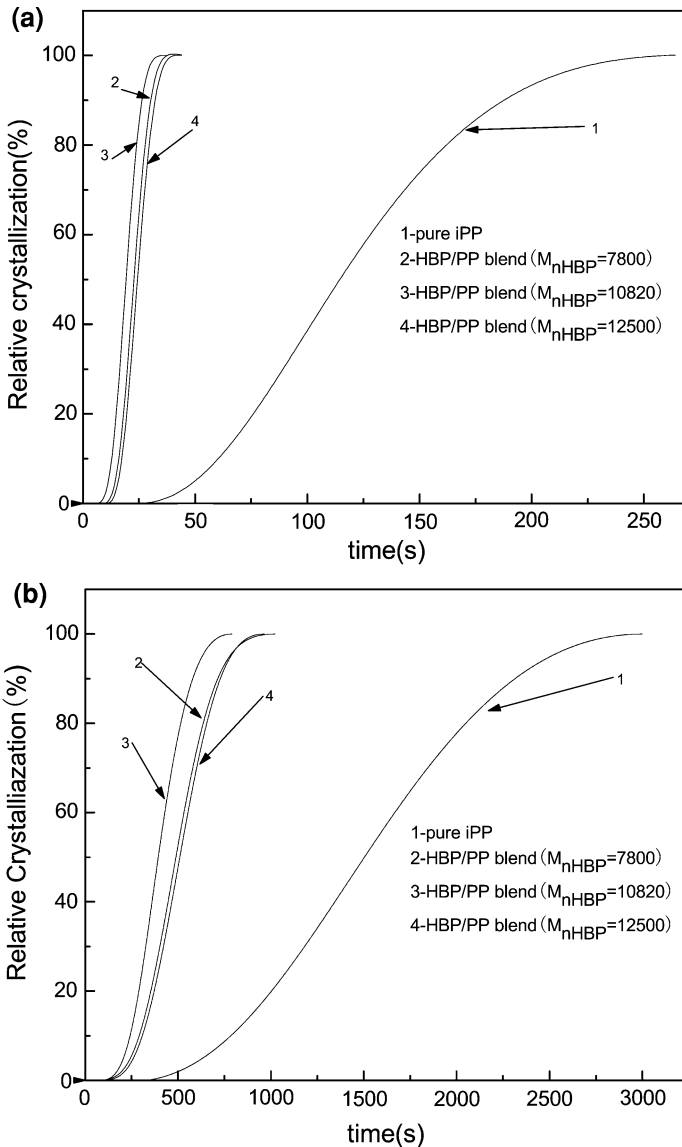 (a)
100
80
60
40
20
0
Relative crystallization(%)
2
3
4
1
1-pure iPP
2-HBP/PP blend (MnHBP=7800)
3-HBP/PP blend (MnHBP=10820)
4-HBP/PP blend (MnHBP=12500)
0 50 100 150 200 250
time(s)
(b)
100
80
60
40
20
0
Relative Crystalliazation (%)
2
3
4
1
1-pure iPP
2-HBP/PP blend (MnHBP=7800)
3-HBP/PP blend (MnHBP=10820)
4-HBP/PP blend (MnHBP=12500)
0 500 1000 1500 2000 2500 3000
time(s)